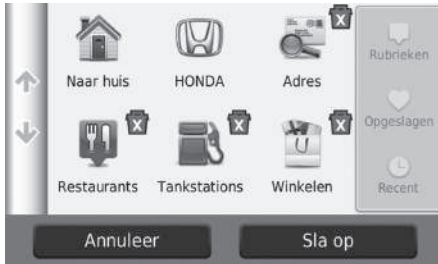 Naar huis
HONDA
Adres
Rubrieken
Restaurants
Tankstations
Winkelen
Opgeslagen
Recent
Annuleer
Sla op